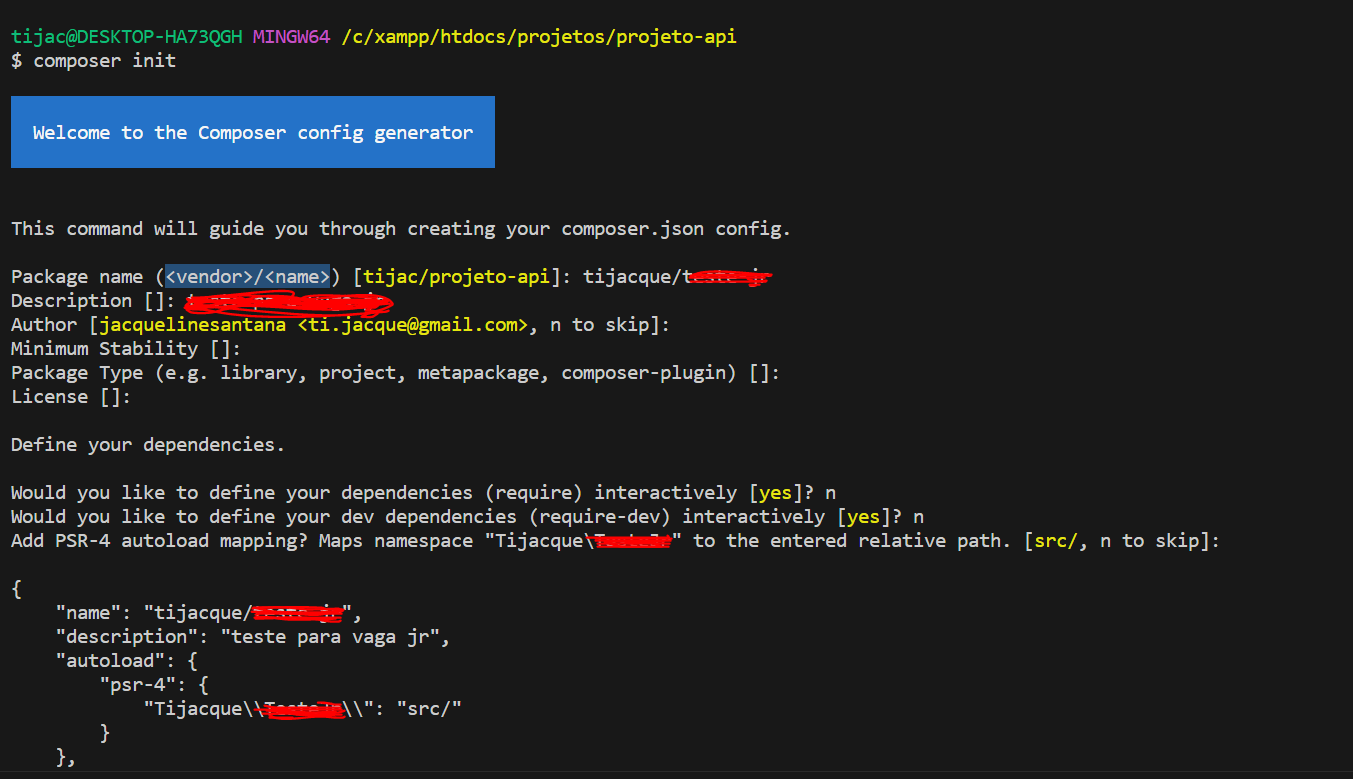 tijac@DESKTOP-HA73QGH MINGW64 /c/xampp/htdocs/projetos/projeto-api
$ composer init
Welcome to the Composer config generator
This command will guide you through creating your composer.json config.
Package name (<vendor>/<name>) [tijac/projeto-api]: tijacque/
Description []:
Author [jacquelinesantana <ti.jacque@gmail.com>, n to skip]:
Minimum Stability []:
Package Type (e.g. library, project, metapackage, composer-plugin) []:
License []:
Define your dependencies.
Would you like to define your dependencies (require) interactively [yes]? n
Would you like to define your dev dependencies (require-dev) interactively [yes]? n
Add PSR-4 autoload mapping? Maps namespace "Tijacque\" to the entered relative path. [src/, n to skip]:
{
"name": "tijacque/",
"description": "teste para vaga jr",
"autoload": {
"psr-4": {
"Tijacque\\\\": "src/"
}
},